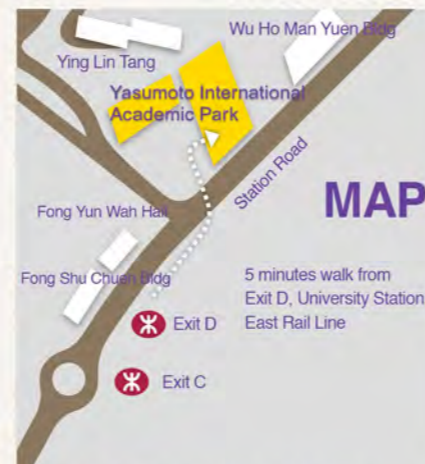 Wu Ho Man Yuen Bldg
Ying Lin Tang
Yasumoto International
Academic Park
Station Road
MAP
Fong Yun Wah Hall
Fong Shu Chuen Bldg
5 minutes walk from
Exit D, University Station
East Rail Line
Exit D
Exit C